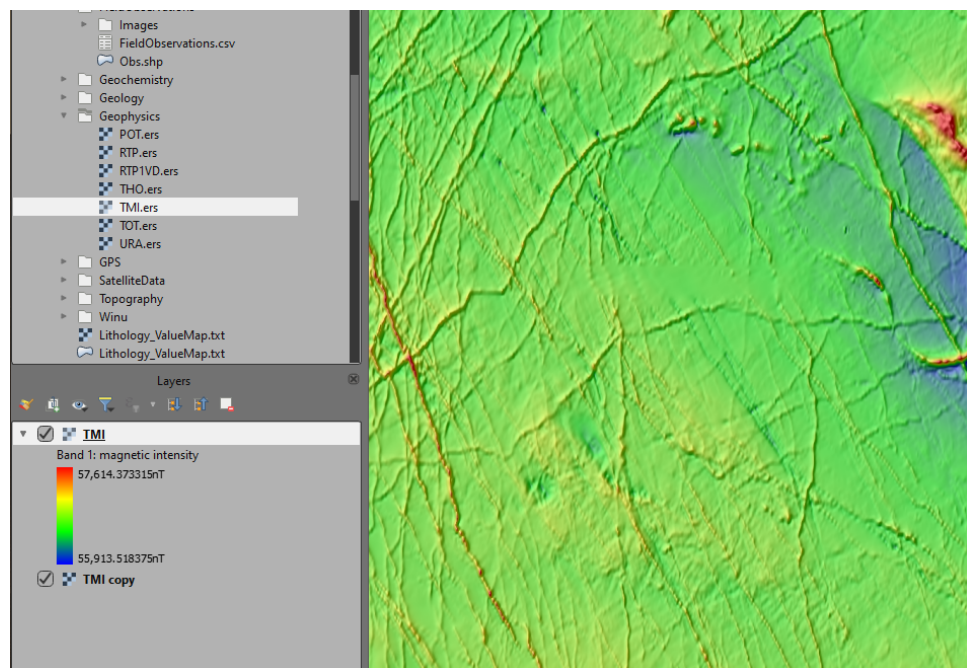 Images
FieldObservations.csv
Obs.shp
Geochemistry
Geology
Geophysics
POT.ers
RTP.ers
RTP1VD.ers
THO.ers
TMI.ers
TOT.ers
URA.ers
GPS
SatelliteData
Topography
Winu
Lithology_ValueMap.txt
Lithology_ValueMap.txt
Layers
TMI
Band 1: magnetic intensity
57,614.373315nT
55,913.518375nT
TMI copy